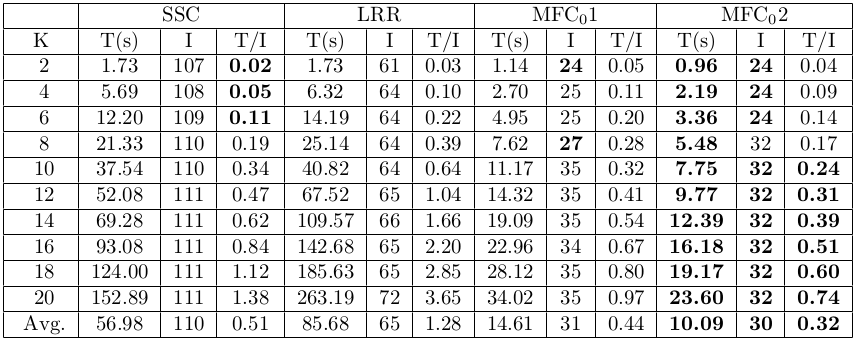 SSC LRR MFC₀1 MFC₀2
K T(s) I T/I T(s) I T/I T(s) I T/I T(s) I T/I
2 1.73 107 0.02 1.73 61 0.03 1.14 24 0.05 0.96 24 0.04
4 5.69 108 0.05 6.32 64 0.10 2.70 25 0.11 2.19 24 0.09
6 12.20 109 0.11 14.19 64 0.22 4.95 25 0.20 3.36 24 0.14
8 21.33 110 0.19 25.14 64 0.39 7.62 27 0.28 5.48 32 0.17
10 37.54 110 0.34 40.82 64 0.64 11.17 35 0.32 7.75 32 0.24
12 52.08 111 0.47 67.52 65 1.04 14.32 35 0.41 9.77 32 0.31
14 69.28 111 0.62 109.57 66 1.66 19.09 35 0.54 12.39 32 0.39
16 93.08 111 0.84 142.68 65 2.20 22.96 34 0.67 16.18 32 0.51
18 124.00 111 1.12 185.63 65 2.85 28.12 35 0.80 19.17 32 0.60
20 152.89 111 1.38 263.19 72 3.65 34.02 35 0.97 23.60 32 0.74
Avg. 56.98 110 0.51 85.68 65 1.28 14.61 31 0.44 10.09 30 0.32